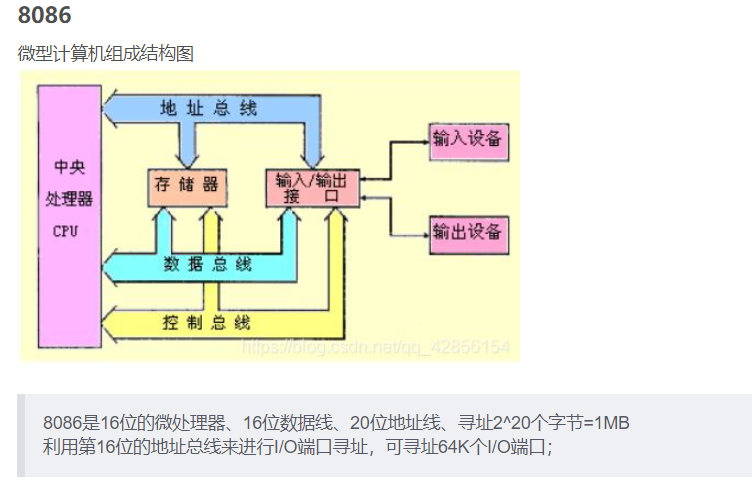 8086
微型计算机组成结构图
地址总线
中央
处理器
CPU
存储器
输入/输出
接 口
输入设备
输出设备
数据总线
控制总线
https://blog.csdn.net/qq_42856154
8086是16位的微处理器、16位数据线、20位地址线、寻址2^20个字节=1MB
利用第16位的地址总线来进行I/O端口寻址，可寻址64K个I/O端口；